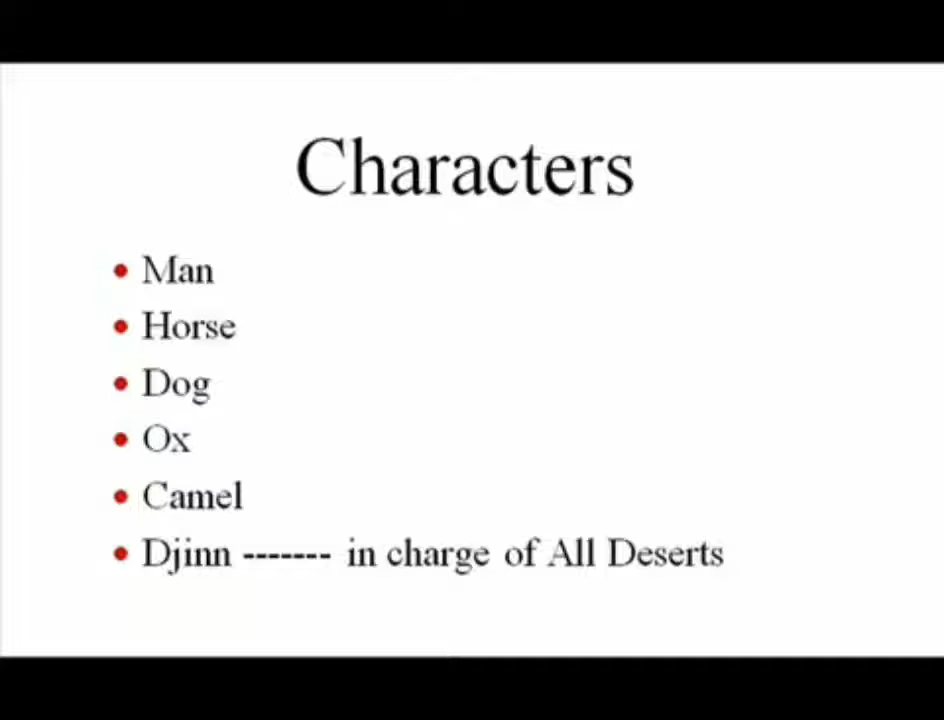 Characters
• Man
• Horse
• Dog
• Ox
• Camel
• Djinn ------- in charge of All Deserts